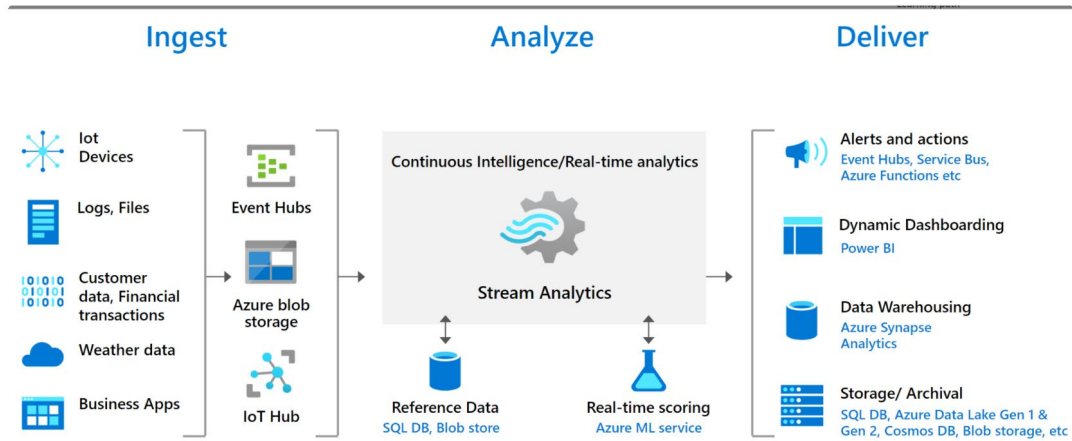 Learning path
Ingest
Analyze
Deliver
Iot
Devices
Logs, Files
Customer
data, Financial
transactions
Weather data
Business Apps
Event Hubs
Azure blob
storage
IoT Hub
Continuous Intelligence/Real-time analytics
Stream Analytics
Reference Data
SQL DB, Blob store
Real-time scoring
Azure ML service
Alerts and actions
Event Hubs, Service Bus,
Azure Functions etc
Dynamic Dashboarding
Power BI
Data Warehousing
Azure Synapse
Analytics
Storage/ Archival
SQL DB, Azure Data Lake Gen 1 &
Gen 2, Cosmos DB, Blob storage, etc